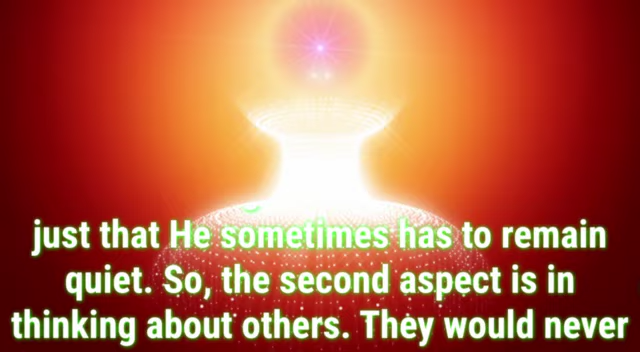 just that He sometimes has to remain
quiet. So, the second aspect is in
thinking about others. They would never